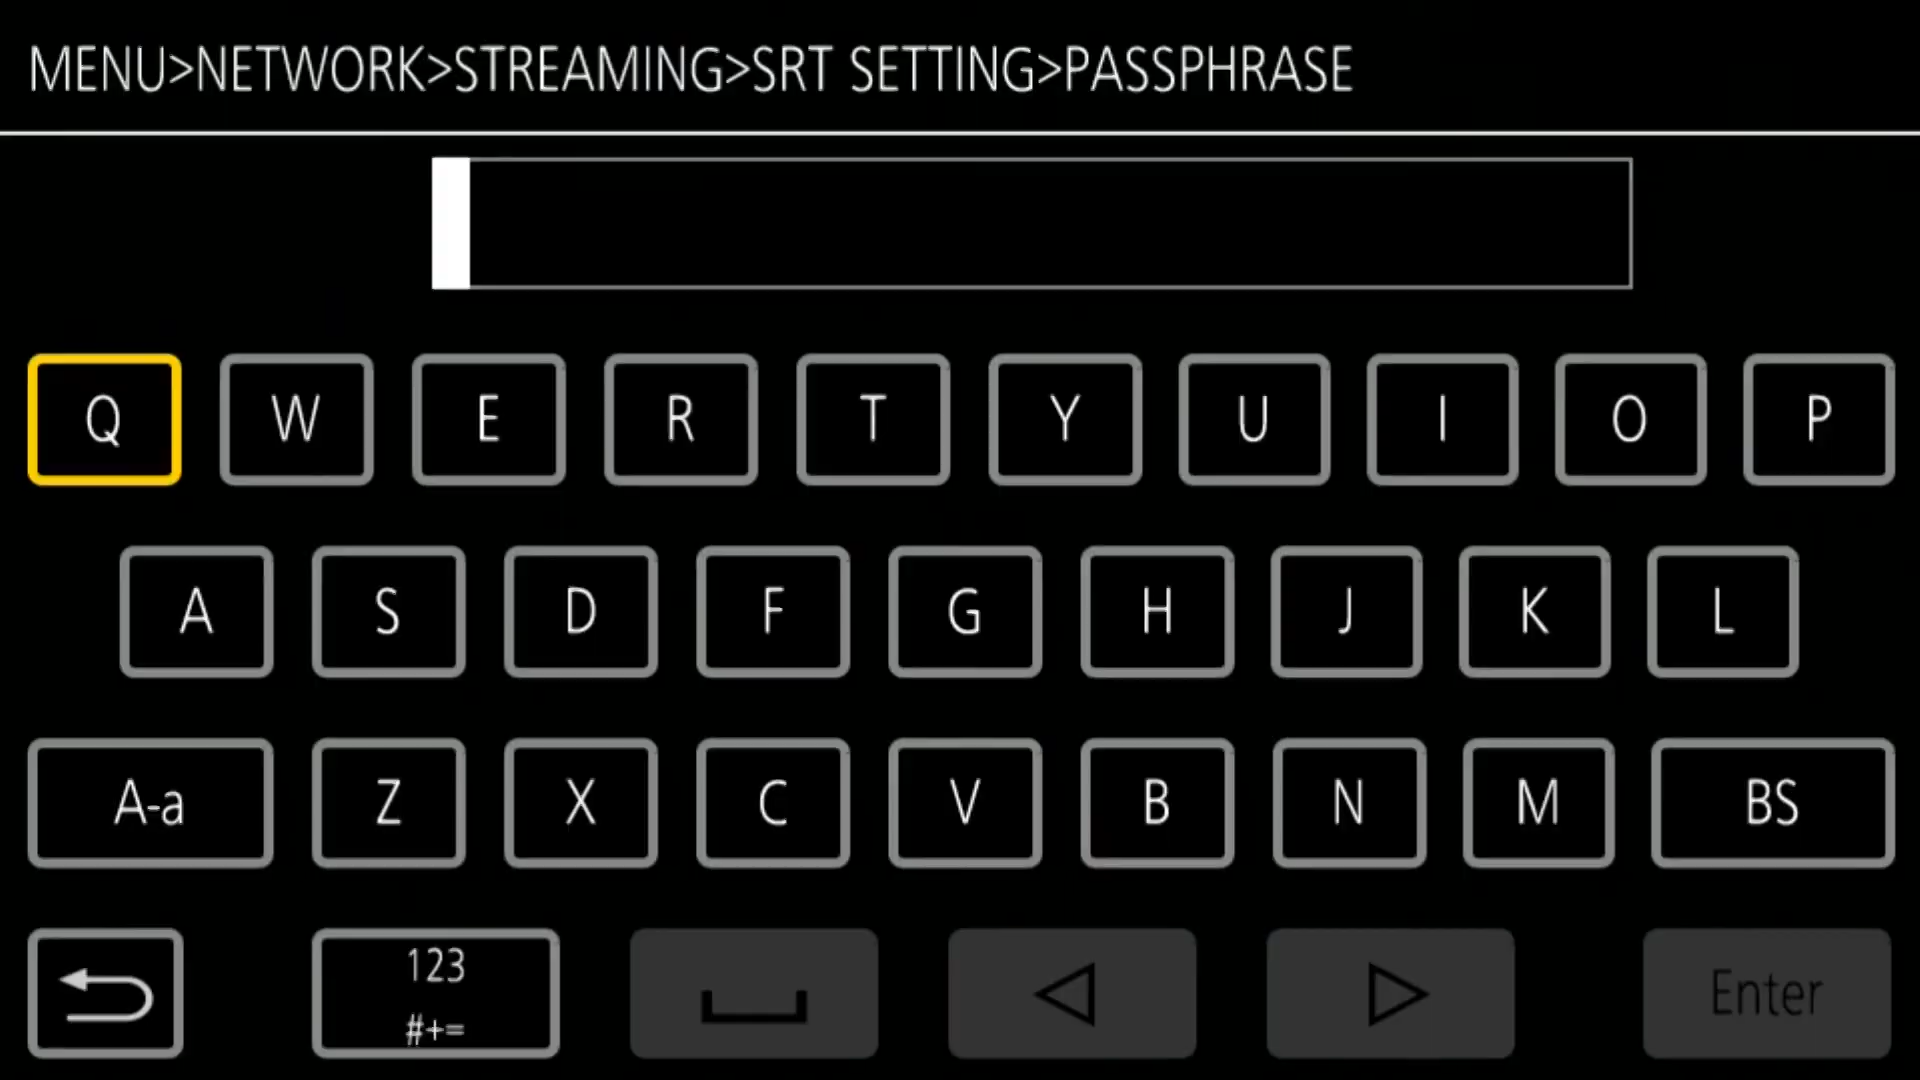 MENU>NETWORK>STREAMING>SRT SETTING>PASSPHRASE
Q W E R T Y U I O P
A S D F G H J K L
A-a Z X C V B N M BS
123
#+=
Enter